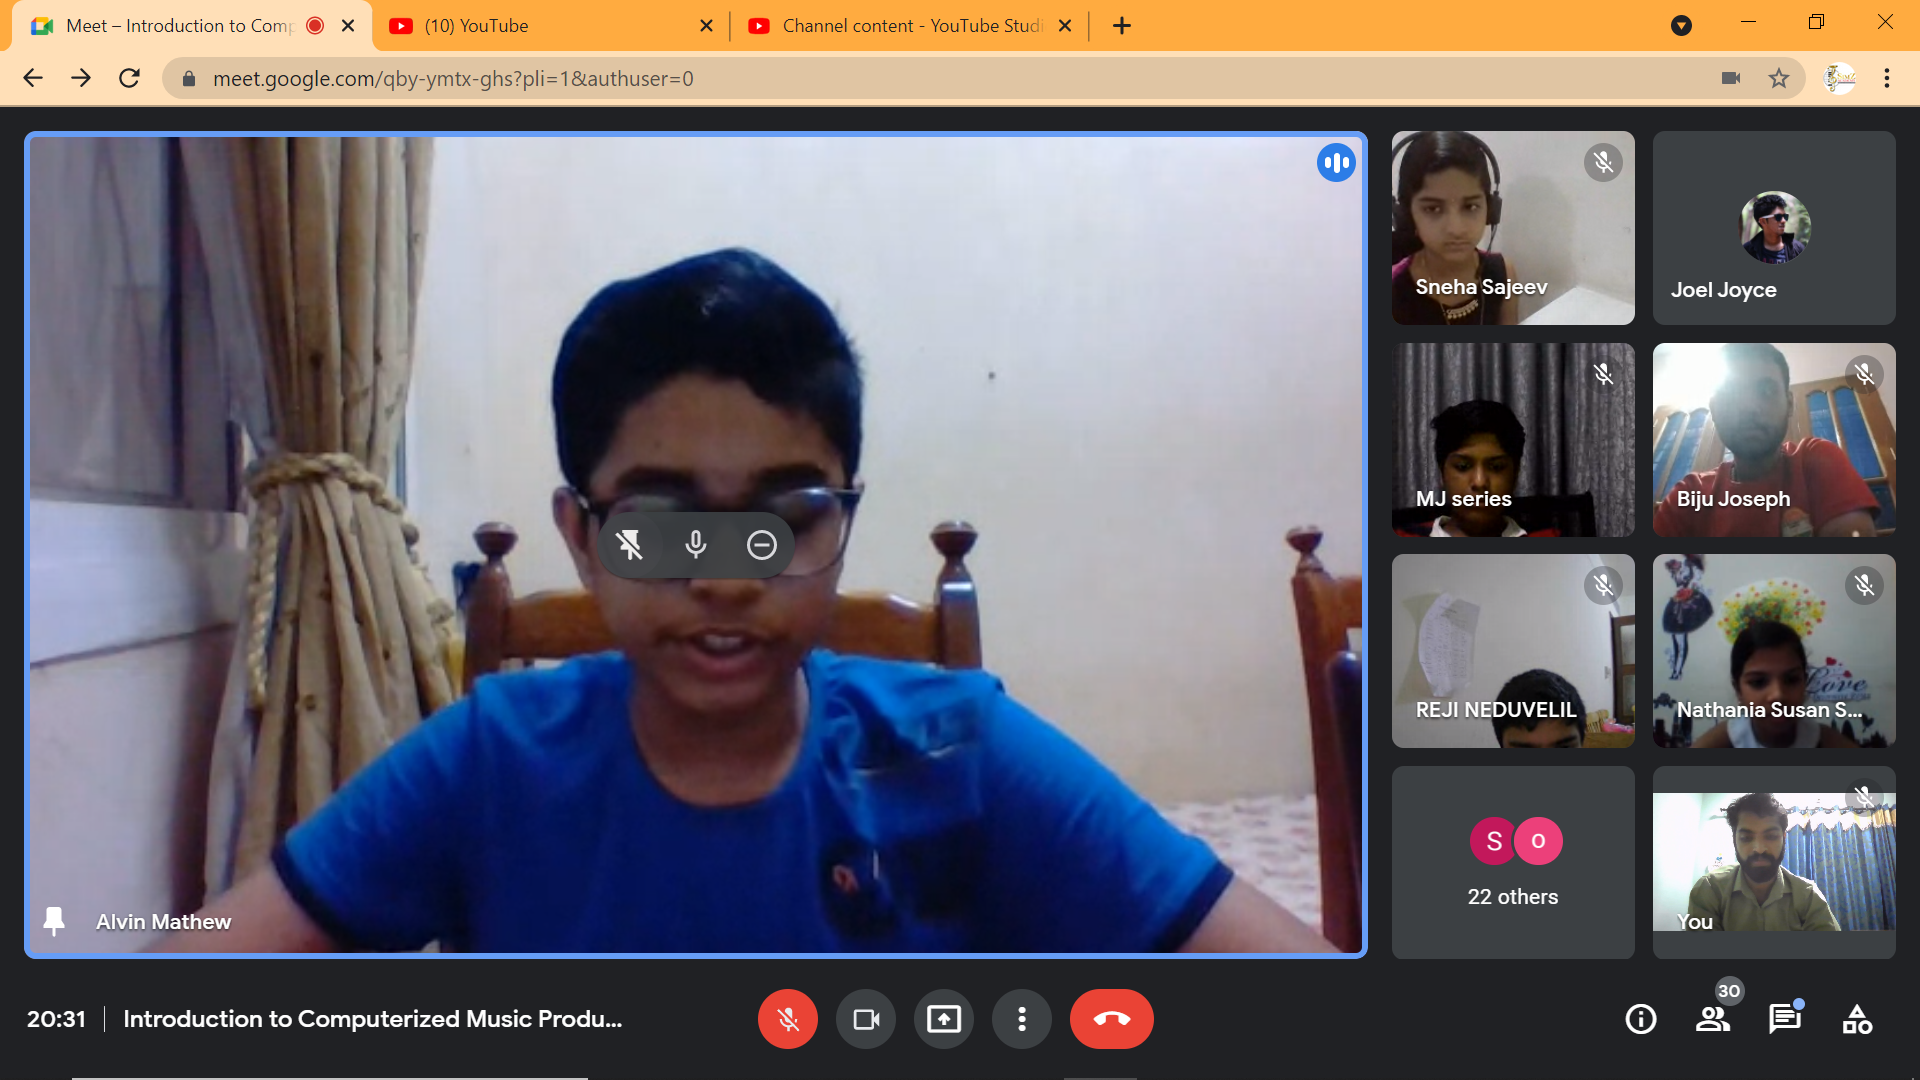 Meet – Introduction to Comp
(10) YouTube
Channel content - YouTube Studi
meet.google.com/qby-ymtx-ghs?pli=1&authuser=0
Sneha Sajeev
Joel Joyce
MJ series
Biju Joseph
REJI NEDUVELIL
Nathania Susan S...
Love
S
O
22 others
You
Alvin Mathew
20:31
Introduction to Computerized Music Produ...
30